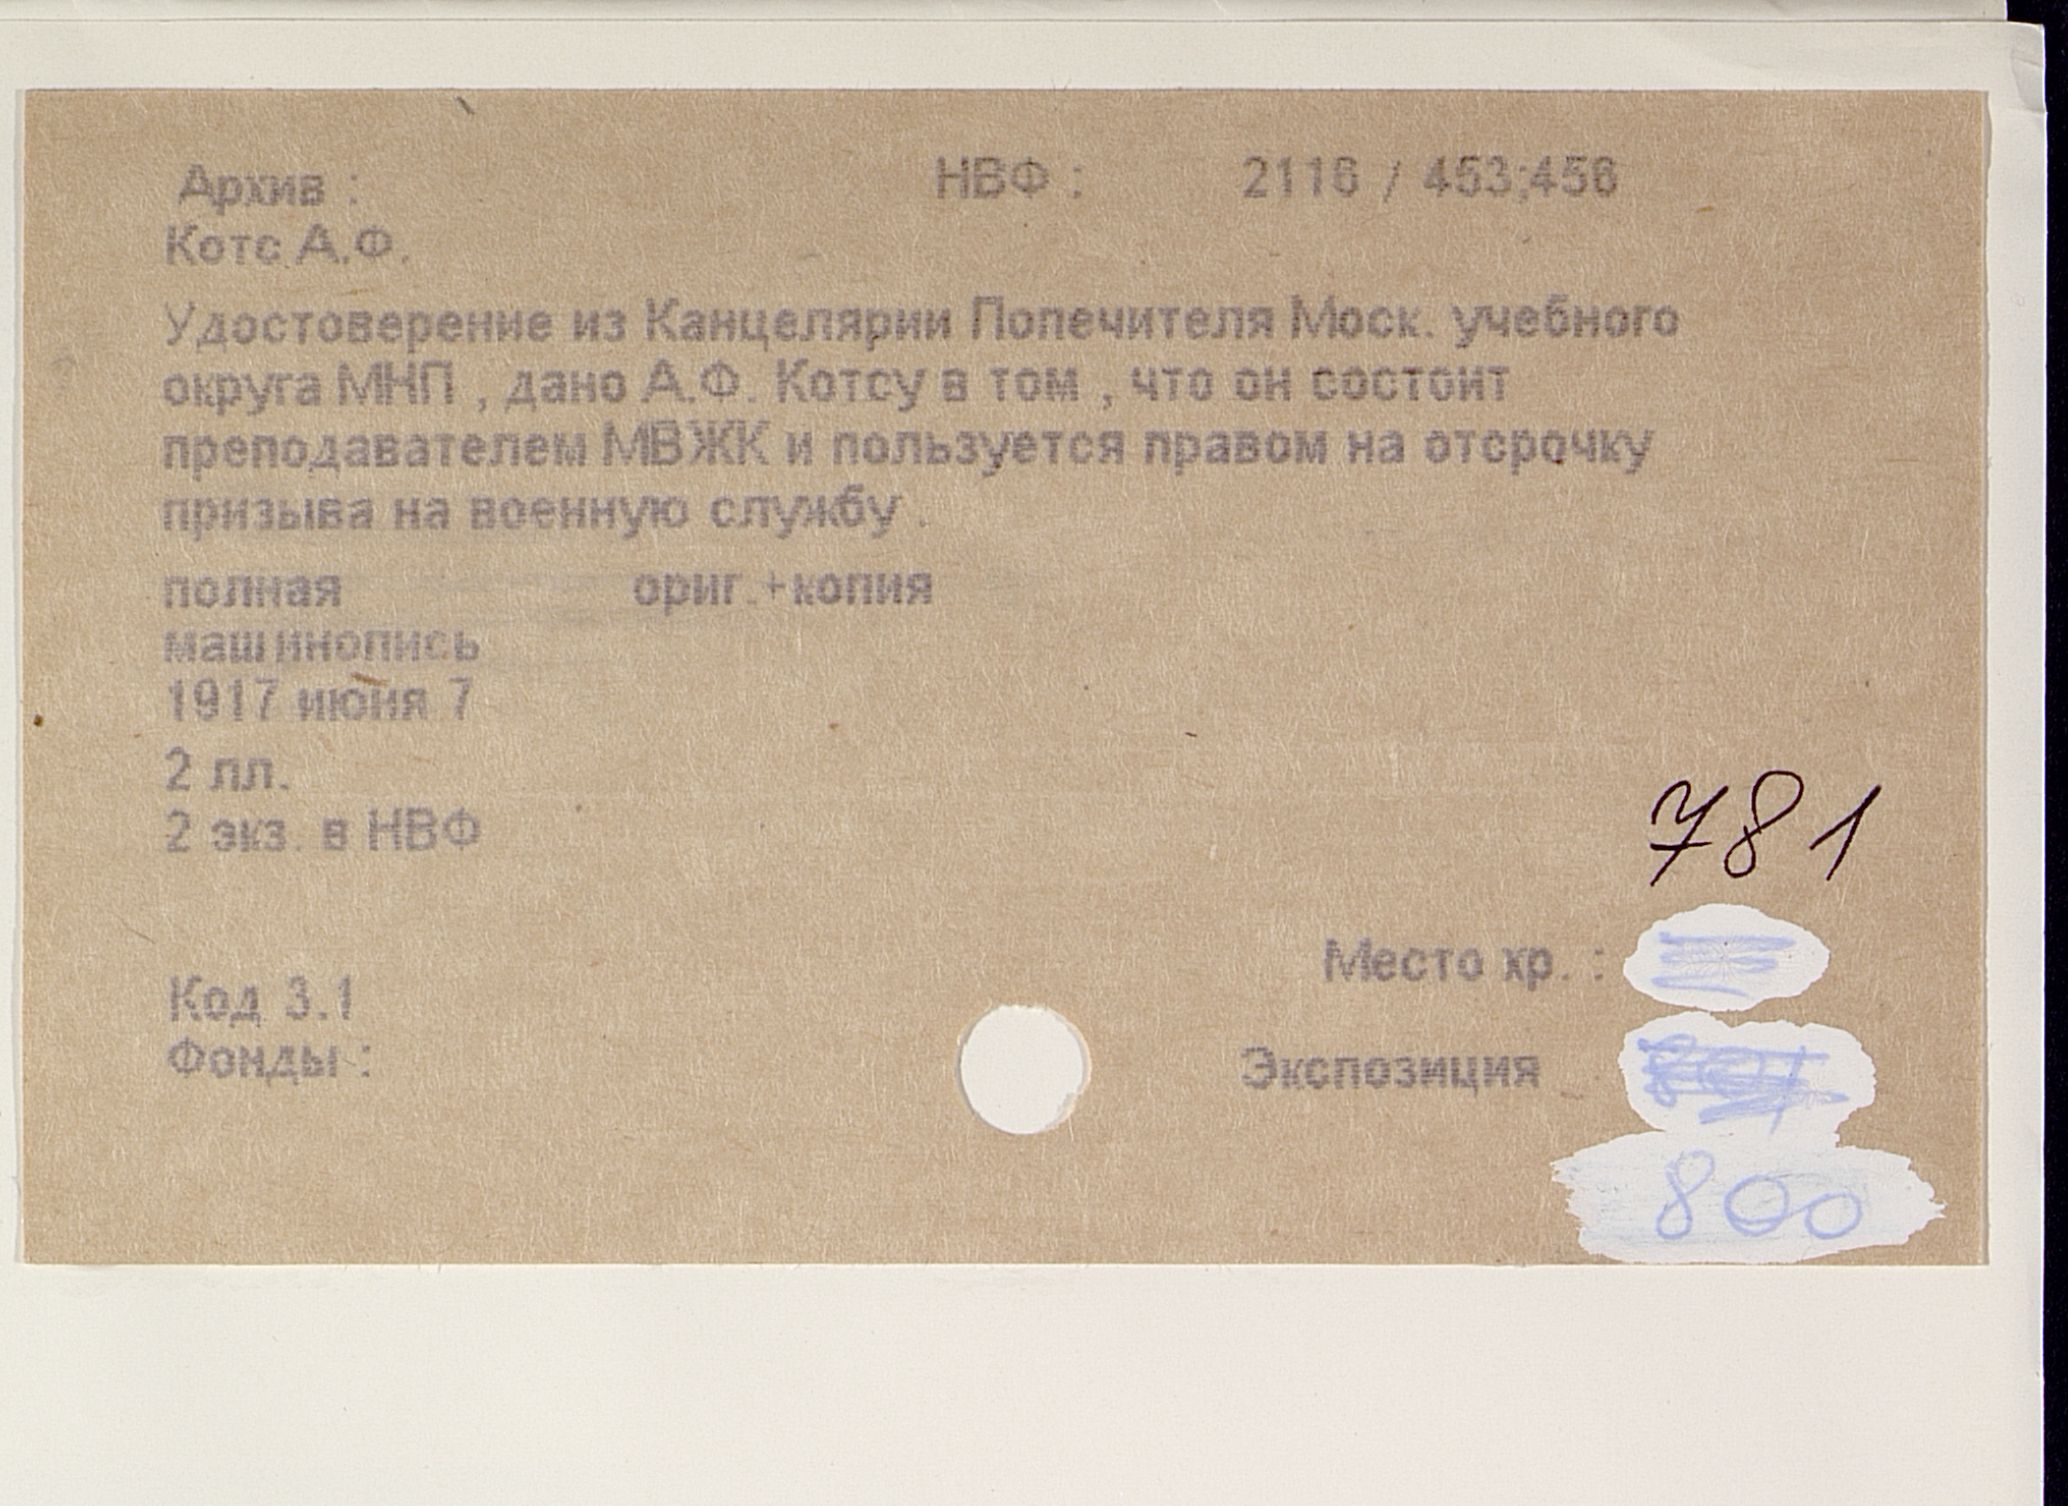 Архив : НВФ : 2116 / 453;456
Котс А.Ф.
Удостоверение из Канцелярии Попечителя Моск. учебного
округа МНП , дано А.Ф. Котсу в том , что он состоит
преподавателем МВЖК и пользуется правом на отсрочку
призыва на военную службу .
полная ориг.+копия
машинопись
1917 июня 7
2 лл.
2 экз. в НВФ
781
Место хр. :
Код 3.1
Фонды : Экспозиция
800